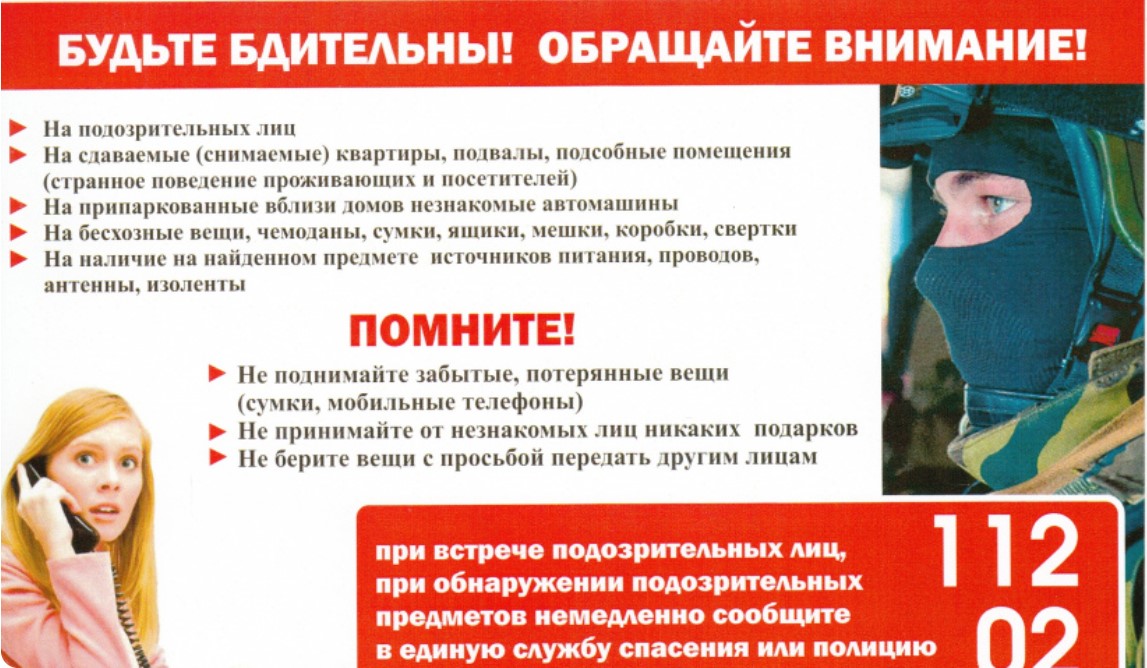 БУДЬТЕ БДИТЕЛЬНЫ! ОБРАЩАЙТЕ ВНИМАНИЕ!
На подозрительных лиц
На сдаваемые (снимаемые) квартиры, подвалы, подсобные помещения
(странное поведение проживающих и посетителей)
На припаркованные вблизи домов незнакомые автомашины
На бесхозные вещи, чемоданы, сумки, ящики, мешки, коробки, свертки
На наличие на найденном предмете источников питания, проводов,
антенны, изоленты
ПОМНИТЕ!
Не поднимайте забытые, потерянные вещи
(сумки, мобильные телефоны)
Не принимайте от незнакомых лиц никаких подарков
Не берите вещи с просьбой передать другим лицам
при встрече подозрительных лиц,
при обнаружении подозрительных
предметов немедленно сообщите
в единую службу спасения или полицию
112
02